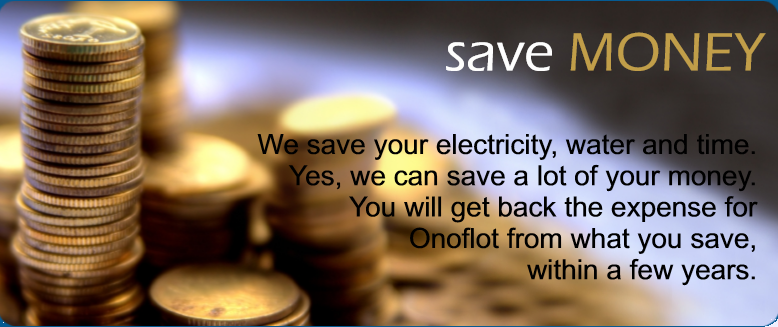 save MONEY
We save your electricity, water and time.
Yes, we can save a lot of your money.
You will get back the expense for
Onoflot from what you save,
within a few years.